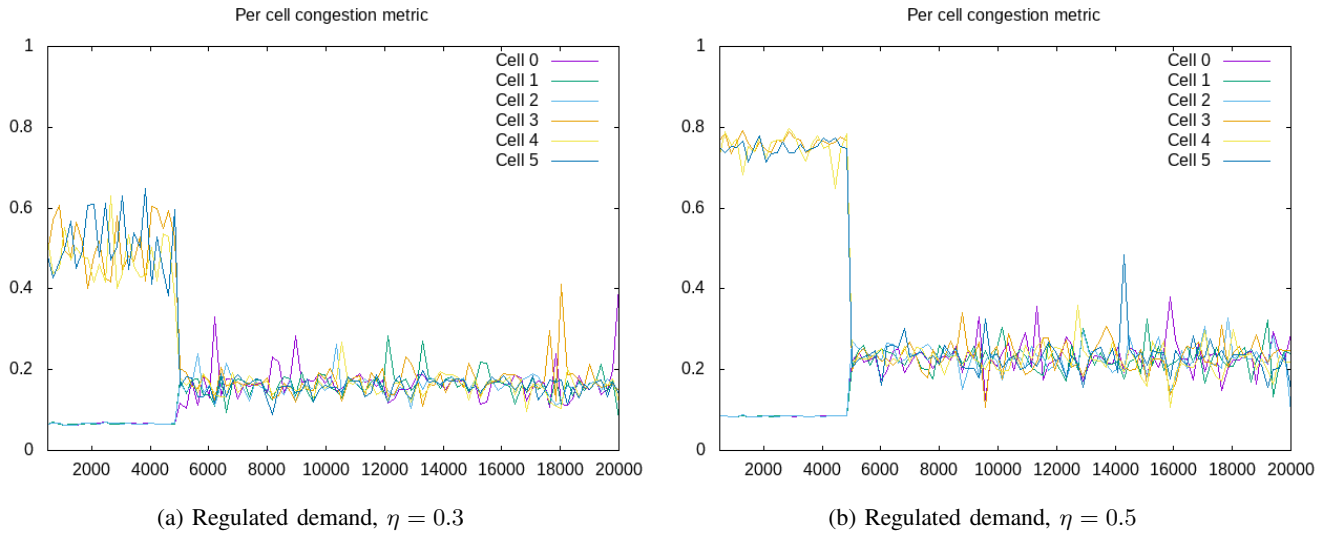 Per cell congestion metric
1
0.8
0.6
0.4
0.2
0
2000 4000 6000 8000 10000 12000 14000 16000 18000 20000
Cell 0
Cell 1
Cell 2
Cell 3
Cell 4
Cell 5
(a) Regulated demand, η = 0.3
Per cell congestion metric
1
0.8
0.6
0.4
0.2
0
2000 4000 6000 8000 10000 12000 14000 16000 18000 20000
Cell 0
Cell 1
Cell 2
Cell 3
Cell 4
Cell 5
(b) Regulated demand, η = 0.5